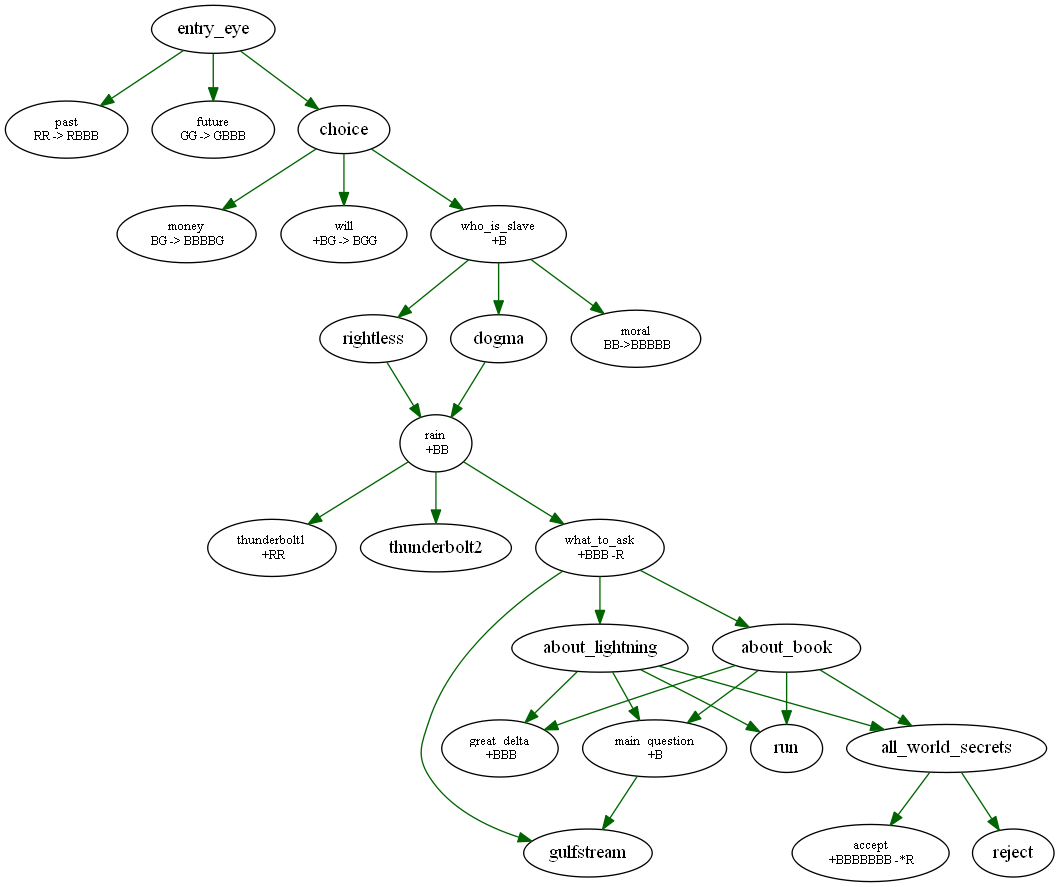 entry_eye
past
RR -> RBBB
future
GG -> GBBB
choice
money
BG -> BBBBG
will
+BG -> BGG
who_is_slave
+B
rightless
dogma
moral
BB->BBBBB
rain
+BB
thunderbolt1
+RR
thunderbolt2
what_to_ask
+BBB -R
about_lightning
about_book
great_delta
+BBB
main_question
+B
run
all_world_secrets
gulfstream
accept
+BBBBBBB -*R
reject